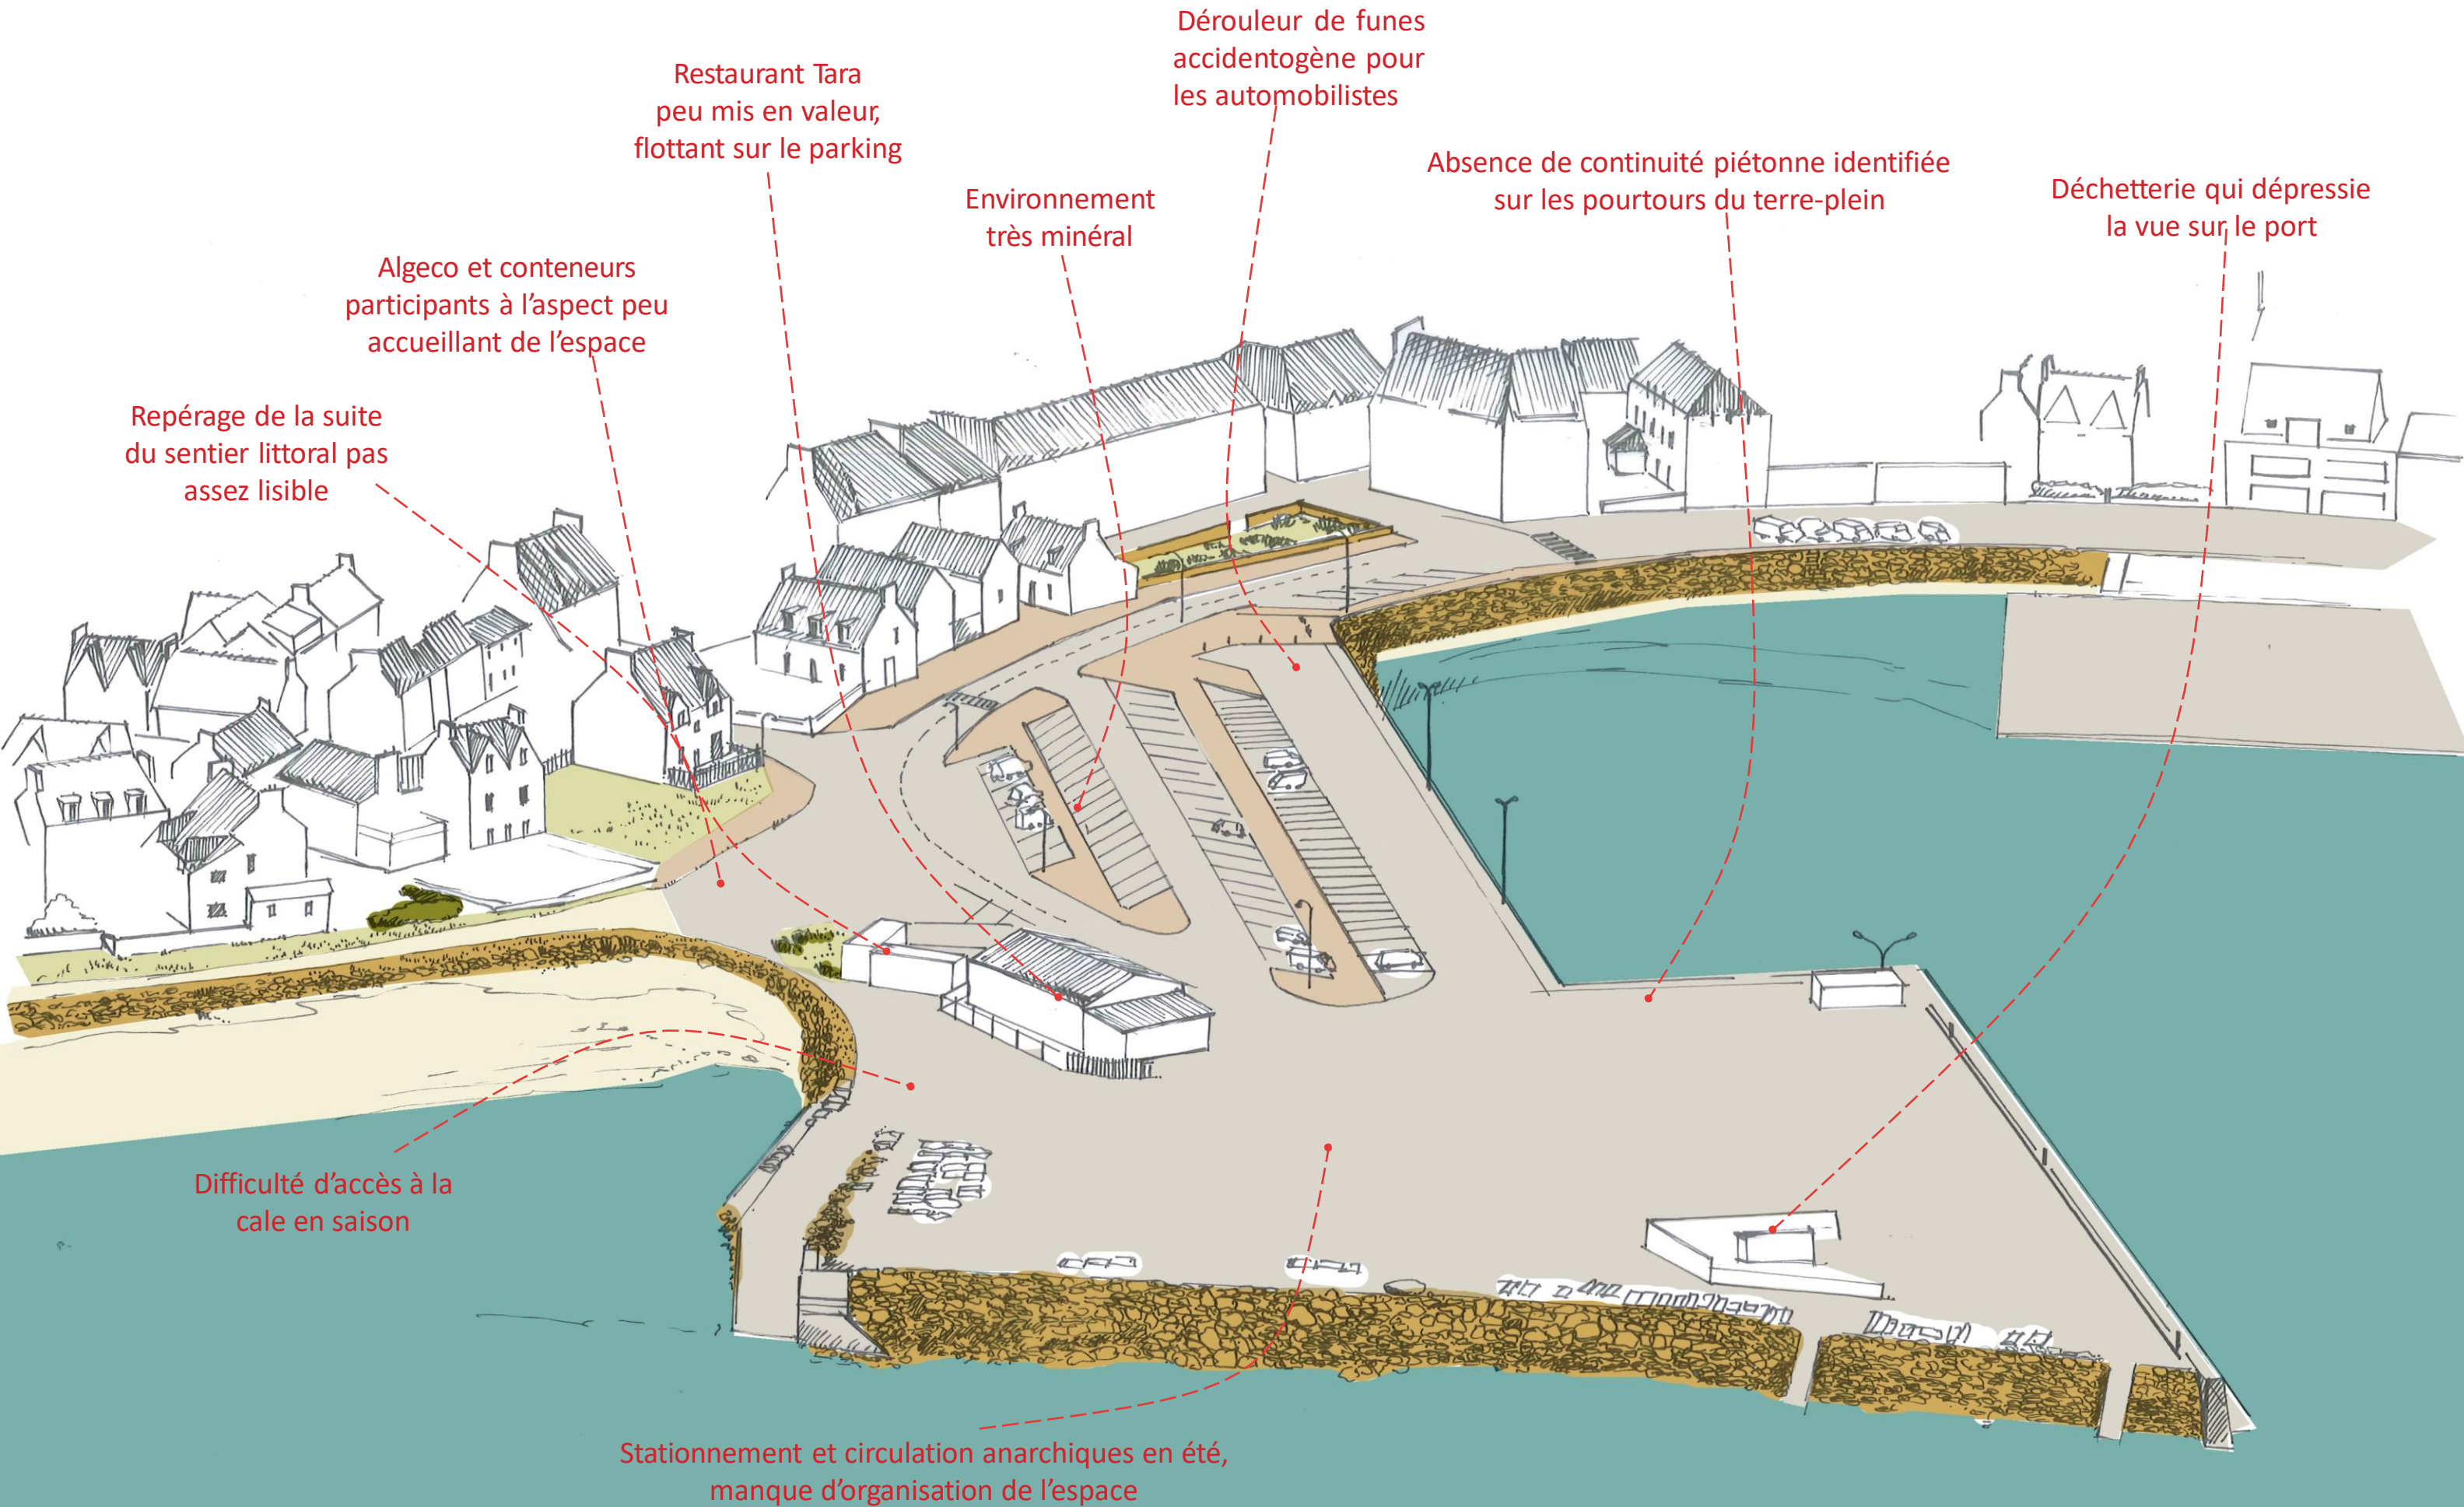 Dérouleur de funes
accidentogène pour
les automobilistes
Restaurant Tara
peu mis en valeur,
flottant sur le parking
Absence de continuité piétonne identifiée
sur les pourtours du terre-plein
Environnement
très minéral
Déchetterie qui dépressie
la vue sur le port
Algeco et conteneurs
participants à l’aspect peu
accueillant de l’espace
Repérage de la suite
du sentier littoral pas
assez lisible
Difficulté d’accès à la
cale en saison
Stationnement et circulation anarchiques en été,
manque d’organisation de l’espace